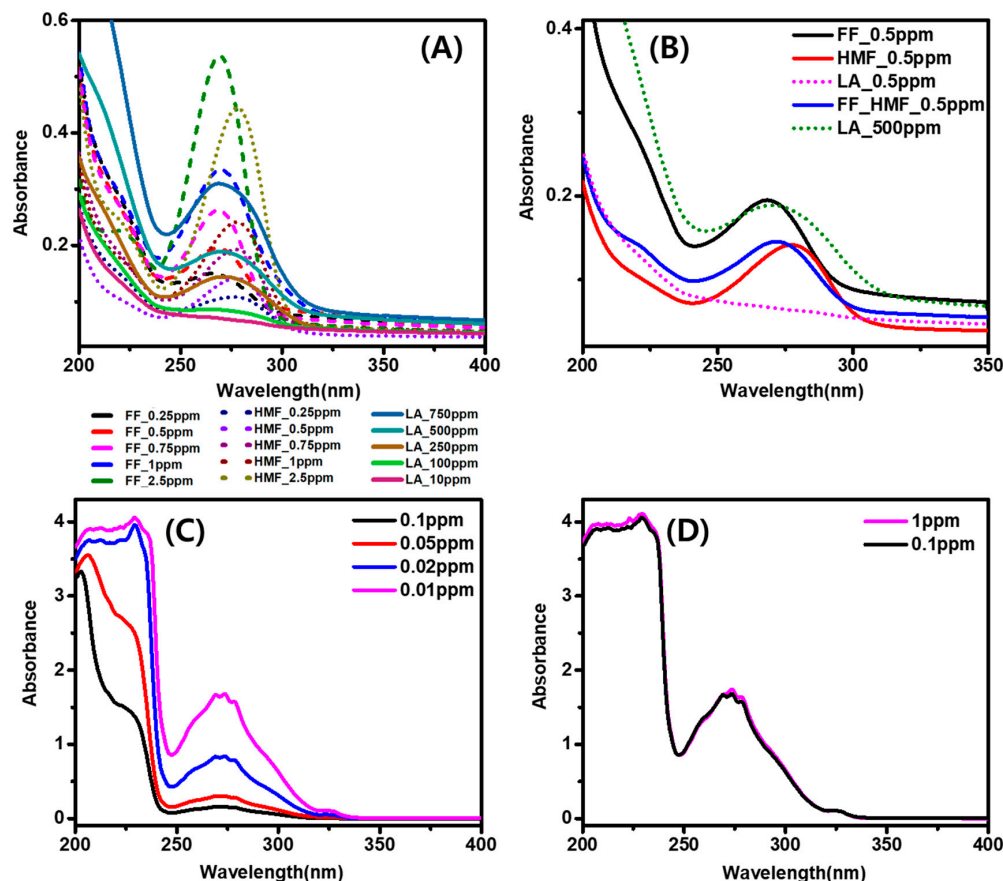 (A)
0.6
0.4
0.2
Absorbance
200 250 300 350 400
Wavelength(nm)
(B)
FF_0.5ppm
HMF_0.5ppm
LA_0.5ppm
FF_HMF_0.5ppm
LA_500ppm
0.4
0.2
Absorbance
200 250 300 350
Wavelength(nm)
FF_0.25ppm HMF_0.25ppm LA_750ppm
FF_0.5ppm HMF_0.5ppm LA_500ppm
FF_0.75ppm HMF_0.75ppm LA_250ppm
FF_1ppm HMF_1ppm LA_100ppm
FF_2.5ppm HMF_2.5ppm LA_10ppm
(C)
0.1ppm
0.05ppm
0.02ppm
0.01ppm
4
3
2
1
0
Absorbance
200 250 300 350 400
Wavelength(nm)
(D)
1ppm
0.1ppm
4
3
2
1
0
Absorbance
200 250 300 350 400
Wavelength(nm)